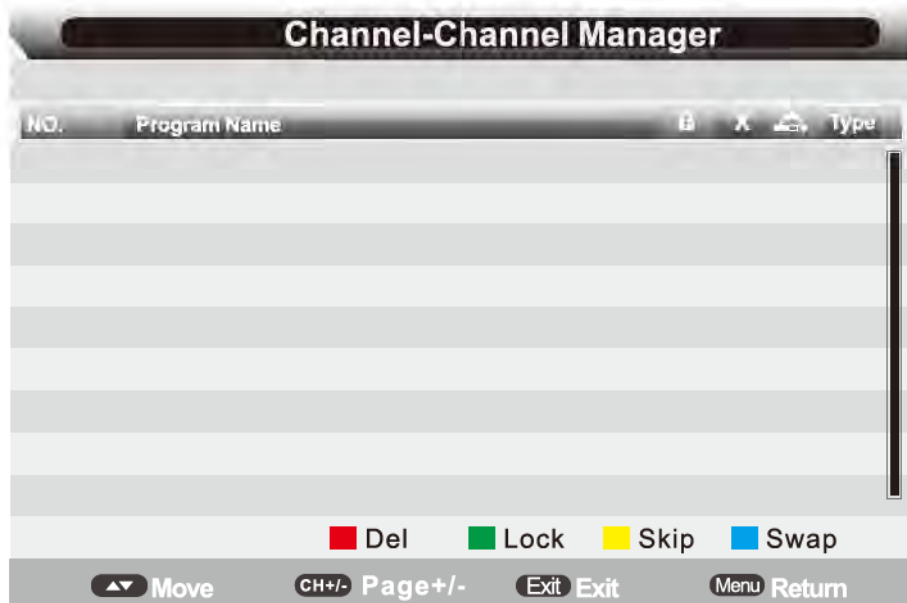 Channel-Channel Manager
NO. Program Name X Type
Del Lock Skip Swap
▲▼ Move CH+/- Page+/- Exit Exit Menu Return